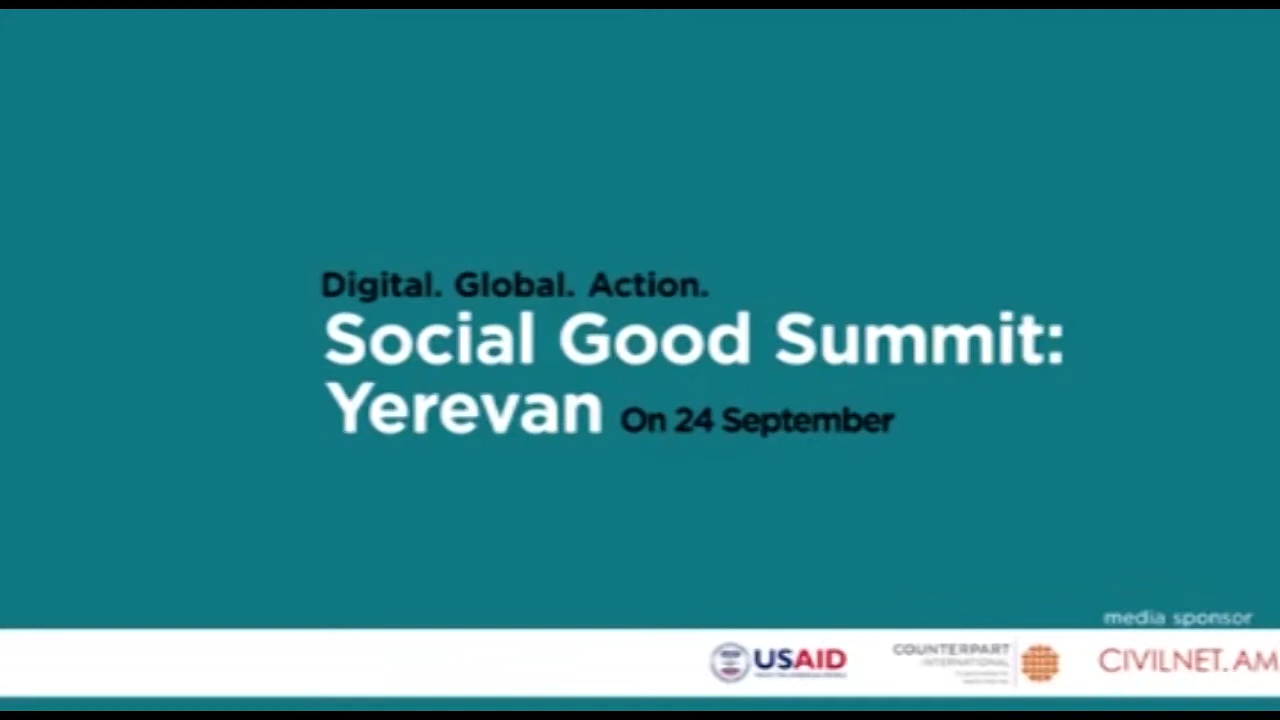 Digital. Global. Action.
Social Good Summit:
Yerevan On 24 September
media sponsor
USAID
COUNTERPART
INTERNATIONAL
CIVILNET.AM